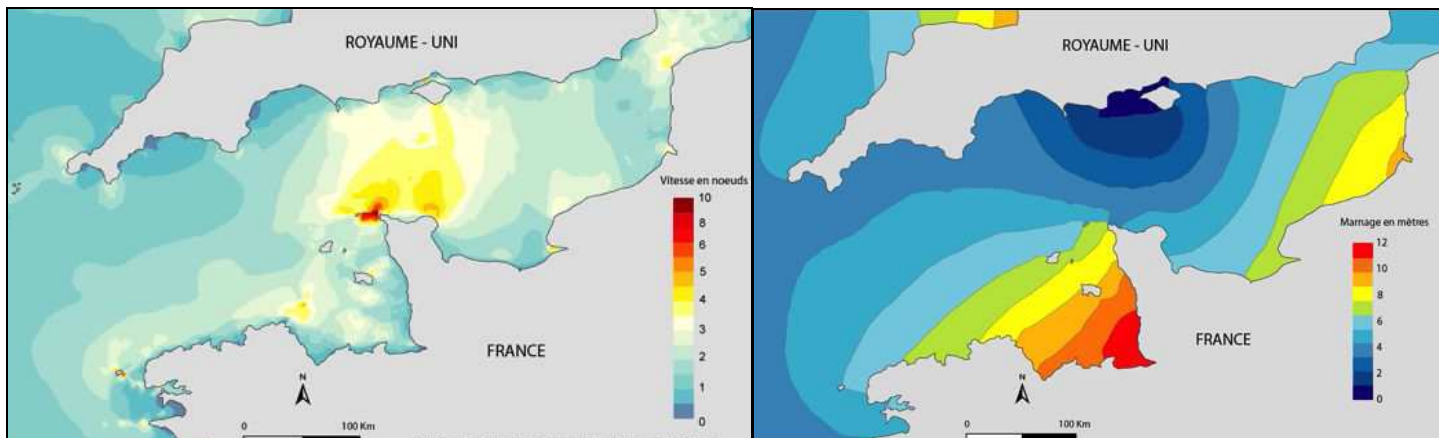 ROYAUME - UNI
Vitesse en noeuds
10
8
6
5
4
3
2
1
0
FRANCE
N
0 100 Km
ROYAUME - UNI
Marnage en mètres
12
10
8
6
4
2
0
FRANCE
N
0 100 Km